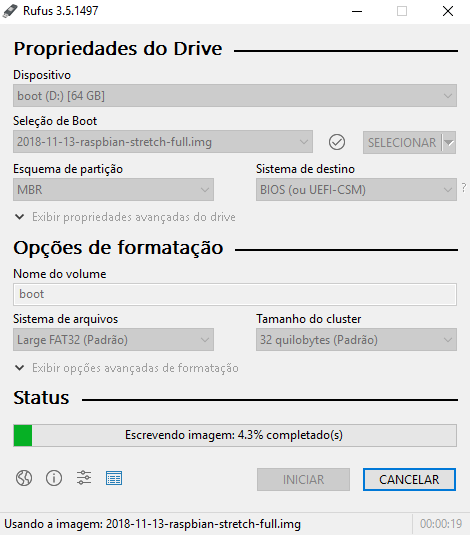 Rufus 3.5.1497
Propriedades do Drive
Dispositivo
boot (D:) [64 GB]
Seleção de Boot
2018-11-13-raspbian-stretch-full.img
SELECIONAR
Esquema de partição
Sistema de destino
MBR
BIOS (ou UEFI-CSM)
?
Exibir propriedades avançadas do drive
Opções de formatação
Nome do volume
boot
Sistema de arquivos
Tamanho do cluster
Large FAT32 (Padrão)
32 quilobytes (Padrão)
Exibir opções avançadas de formatação
Status
Escrevendo imagem: 4.3% completado(s)
INICIAR
CANCELAR
Usando a imagem: 2018-11-13-raspbian-stretch-full.img
00:00:19